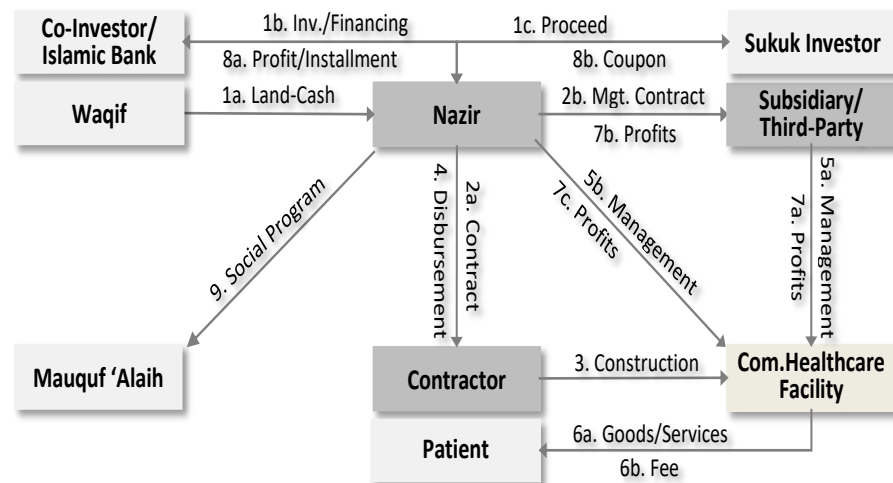 Co-Investor/
Islamic Bank
1b. Inv./Financing
1c. Proceed
8a. Profit/Installment
8b. Coupon
Sukuk Investor
Waqif
1a. Land-Cash
Nazir
2b. Mgt. Contract
7b. Profits
Subsidiary/
Third-Party
9. Social Program
4. Disbursement
2a. Contract
5b. Management
7c. Profits
5a. Management
7a. Profits
Mauquf ‘Alaih
Contractor
3. Construction
Com.Healthcare
Facility
Patient
6a. Goods/Services
6b. Fee